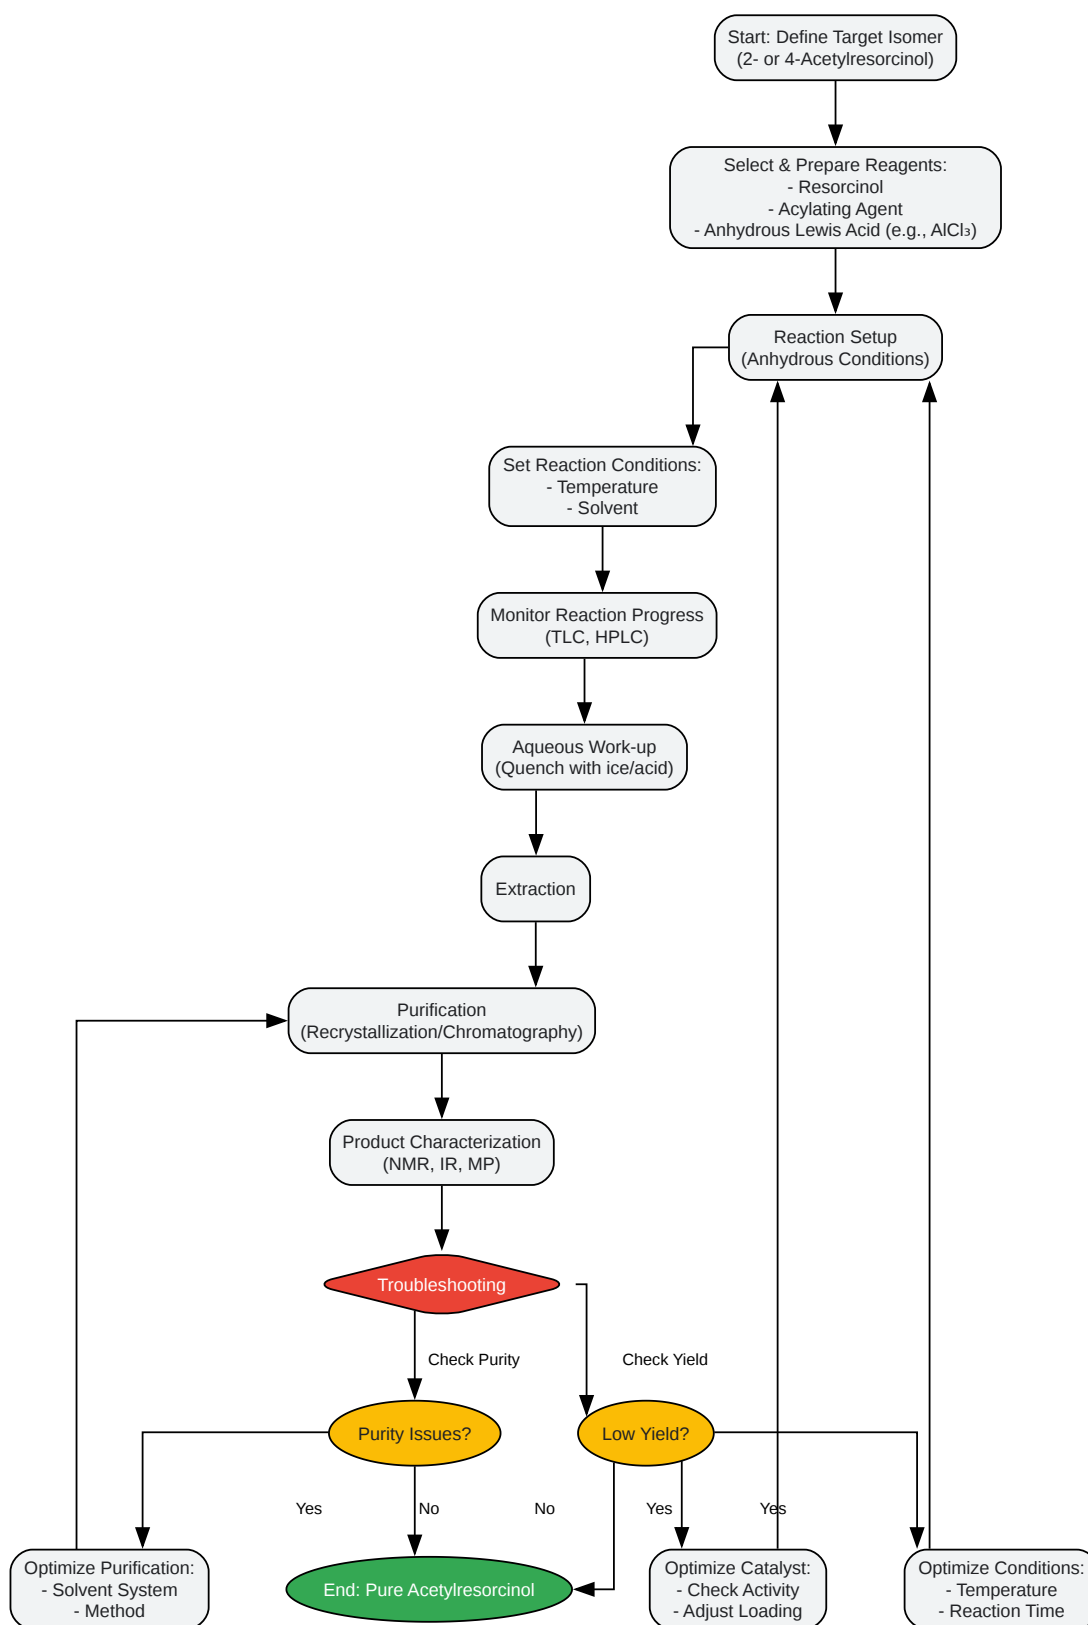 Start: Define Target Isomer
(2- or 4-Acetylresorcinol)
Select & Prepare Reagents:
- Resorcinol
- Acylating Agent
- Anhydrous Lewis Acid (e.g., AlCl₃)
Reaction Setup
(Anhydrous Conditions)
Set Reaction Conditions:
- Temperature
- Solvent
Monitor Reaction Progress
(TLC, HPLC)
Aqueous Work-up
(Quench with ice/acid)
Extraction
Purification
(Recrystallization/Chromatography)
Product Characterization
(NMR, IR, MP)
Troubleshooting
Check Purity
Check Yield
Purity Issues?
Low Yield?
Yes
No
No
Yes
Yes
Optimize Purification:
- Solvent System
- Method
End: Pure Acetylresorcinol
Optimize Catalyst:
- Check Activity
- Adjust Loading
Optimize Conditions:
- Temperature
- Reaction Time